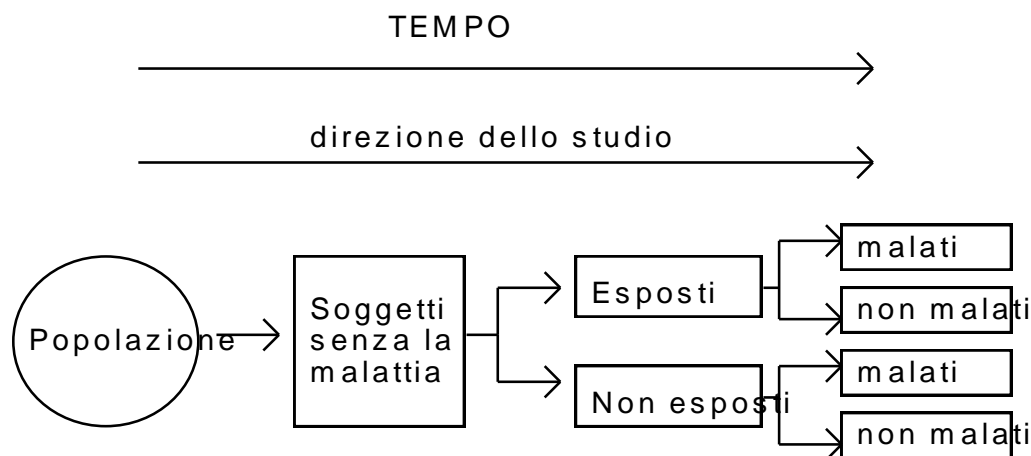 TEMPO
direzione dello studio
Popolazione
Soggetti
senza la
malattia
Esposti
Non esposti
malati
non malati
malati
non malati